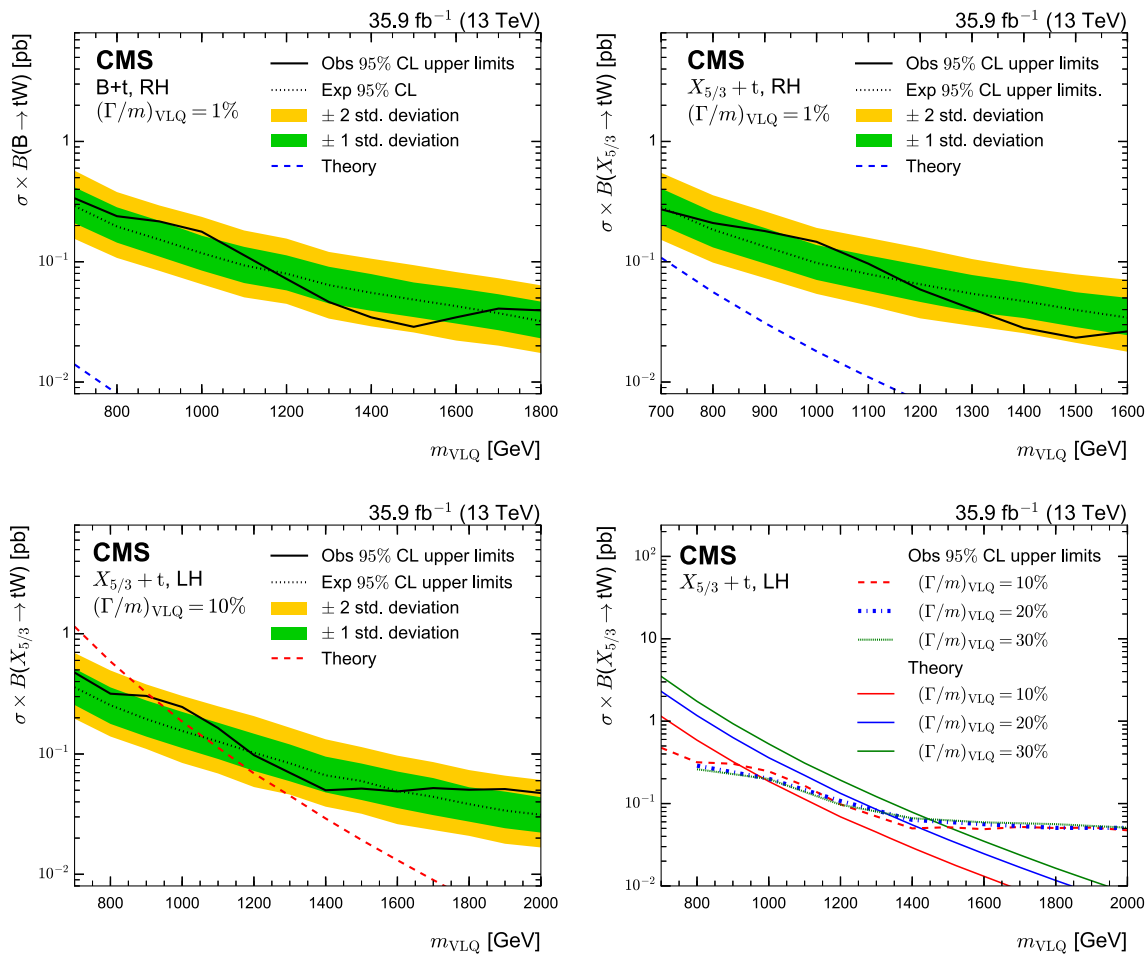 35.9 fb⁻¹ (13 TeV)
CMS
B+t, RH
(Γ/m)VLQ = 1%
Obs 95% CL upper limits
Exp 95% CL
± 2 std. deviation
± 1 std. deviation
Theory
σ × B(B → tW) [pb]
1
10⁻¹
10⁻²
800 1000 1200 1400 1600 1800
mVLQ [GeV]
35.9 fb⁻¹ (13 TeV)
CMS
X5/3 + t, RH
(Γ/m)VLQ = 1%
Obs 95% CL upper limits
Exp 95% CL upper limits.
± 2 std. deviation
± 1 std. deviation
Theory
σ × B(X5/3 → tW) [pb]
1
10⁻¹
10⁻²
700 800 900 1000 1100 1200 1300 1400 1500 1600
mVLQ [GeV]
35.9 fb⁻¹ (13 TeV)
CMS
X5/3 + t, LH
(Γ/m)VLQ = 10%
Obs 95% CL upper limits
Exp 95% CL upper limits
± 2 std. deviation
± 1 std. deviation
Theory
σ × B(X5/3 → tW) [pb]
1
10⁻¹
10⁻²
800 1000 1200 1400 1600 1800 2000
mVLQ [GeV]
35.9 fb⁻¹ (13 TeV)
CMS
X5/3 + t, LH
Obs 95% CL upper limits
(Γ/m)VLQ = 10%
(Γ/m)VLQ = 20%
(Γ/m)VLQ = 30%
Theory
(Γ/m)VLQ = 10%
(Γ/m)VLQ = 20%
(Γ/m)VLQ = 30%
σ × B(X5/3 → tW) [pb]
10²
10
1
10⁻¹
10⁻²
800 1000 1200 1400 1600 1800 2000
mVLQ [GeV]